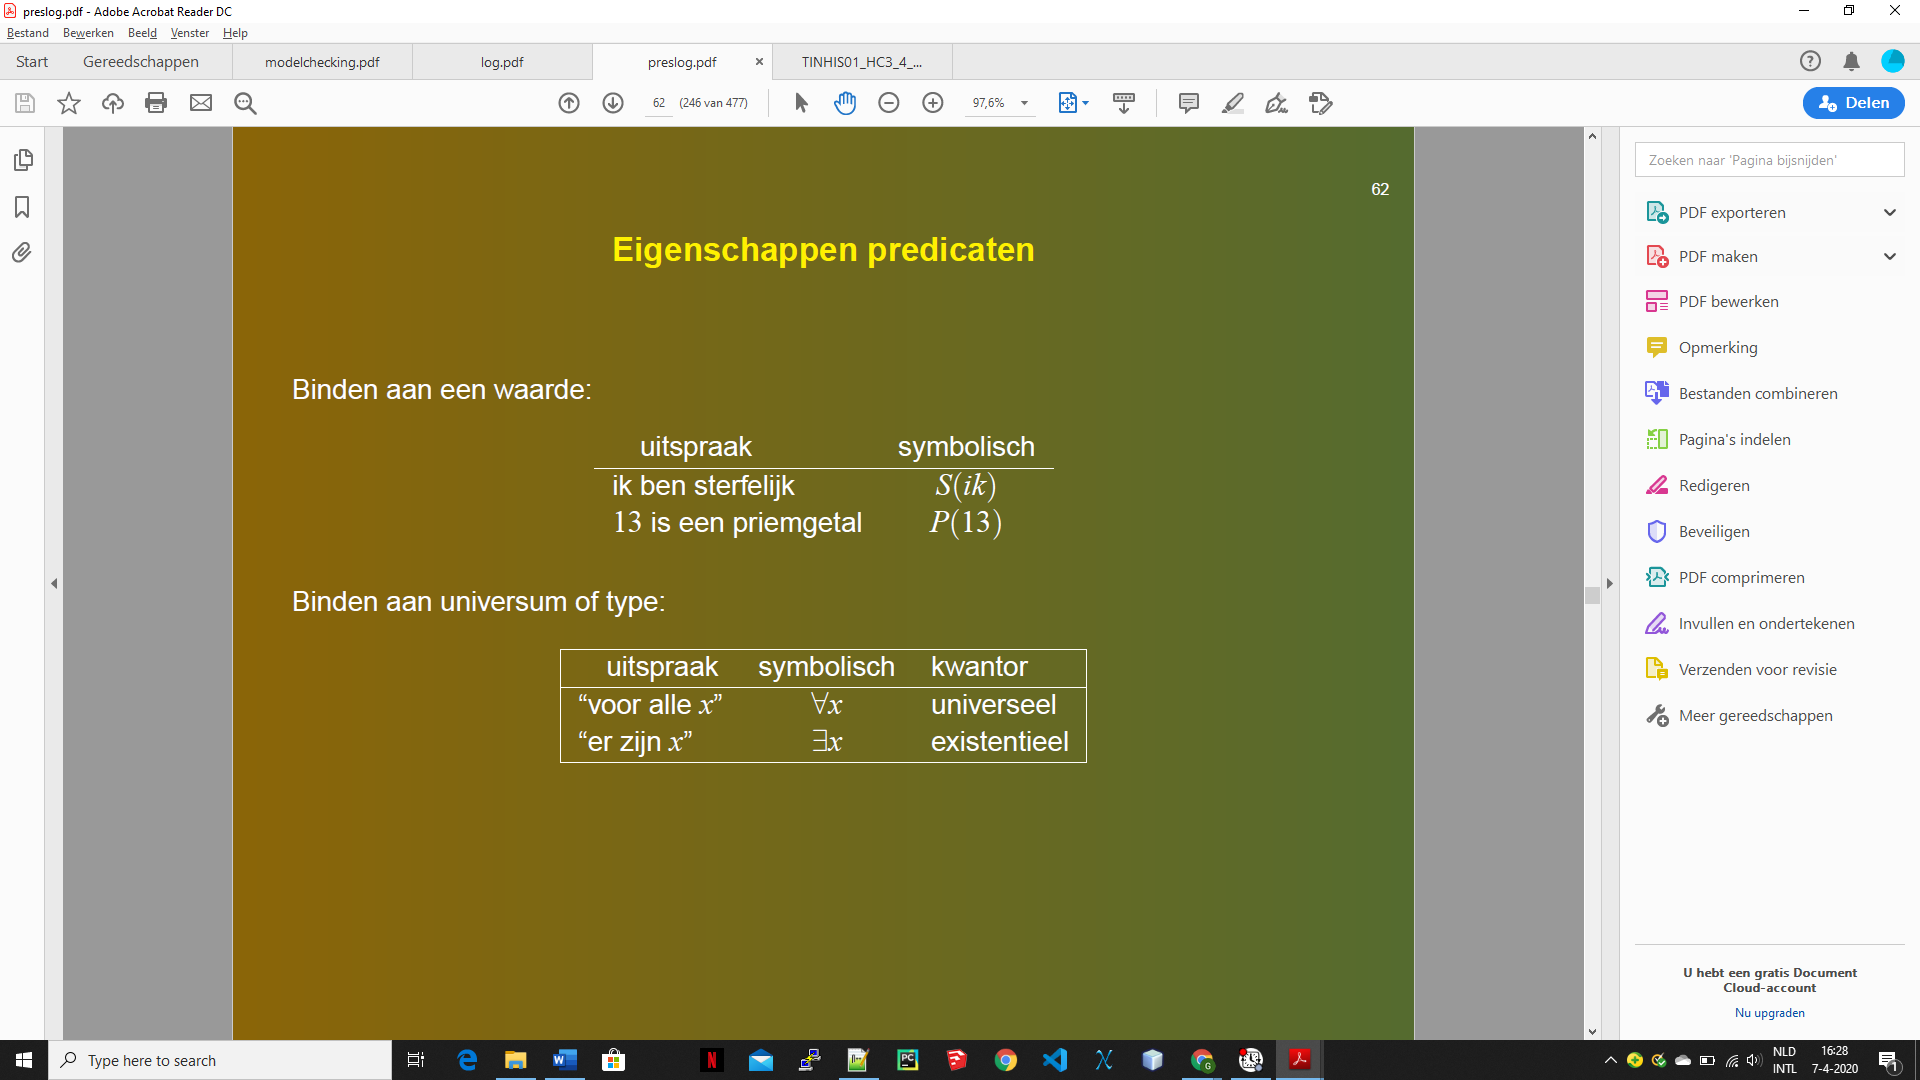 preslog.pdf - Adobe Acrobat Reader DC
Bestand Bewerken Beeld Venster Help
Start Gereedschappen modelchecking.pdf log.pdf preslog.pdf × TINHIS01_HC3_4_...
62 (246 van 477) 97,6% Delen
Zoeken naar 'Pagina bijsnijden'
62
PDF exporteren
Eigenschappen predicaten
PDF maken
PDF bewerken
Opmerking
Binden aan een waarde:
Bestanden combineren
uitspraak symbolisch
Pagina's indelen
ik ben sterfelijk S(ik)
Redigeren
13 is een priemgetal P(13)
Beveiligen
PDF comprimeren
Binden aan universum of type:
Invullen en ondertekenen
uitspraak symbolisch kwantor
Verzenden voor revisie
“voor alle x” ∀x universeel
Meer gereedschappen
“er zijn x” ∃x existentieel
U hebt een gratis Document
Cloud-account
Nu upgraden
Type here to search
NLD 16:28
INTL 7-4-2020
1